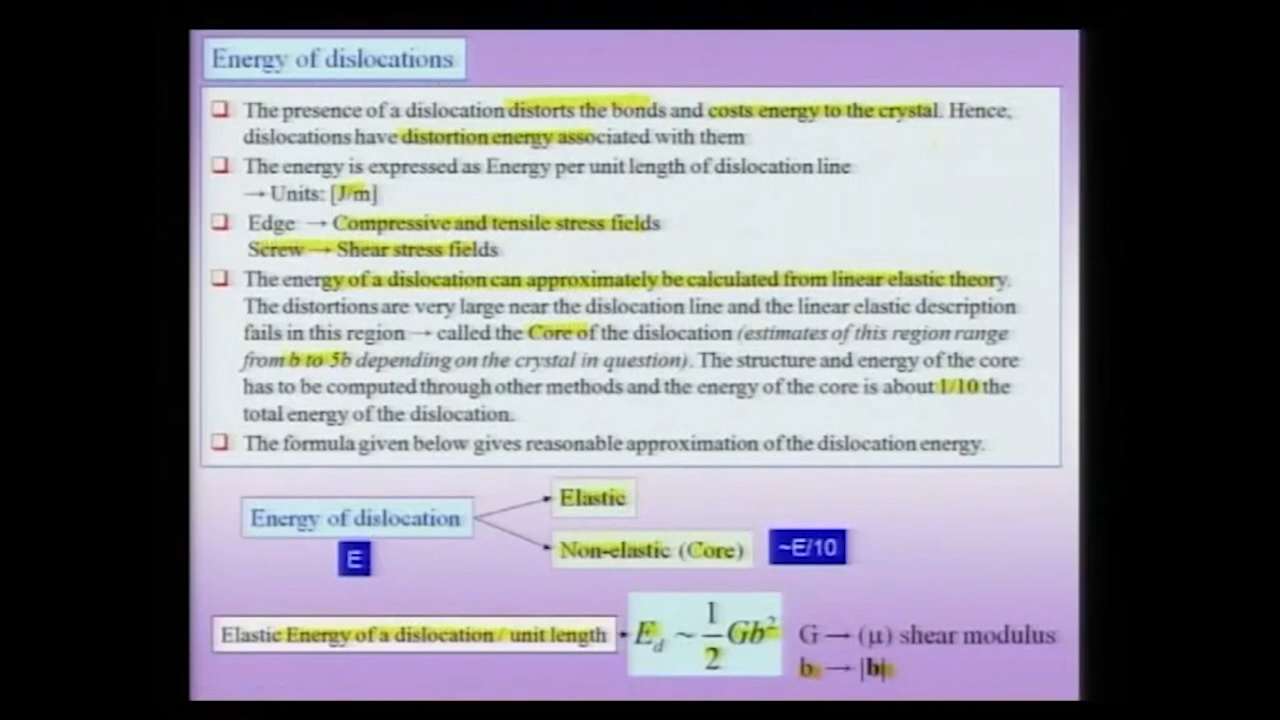 Energy of dislocations
❑ The presence of a dislocation distorts the bonds and costs energy to the crystal. Hence,
dislocations have distortion energy associated with them
❑ The energy is expressed as Energy per unit length of dislocation line
→ Units: [J/m]
❑ Edge → Compressive and tensile stress fields
Screw → Shear stress fields
❑ The energy of a dislocation can approximately be calculated from linear elastic theory.
The distortions are very large near the dislocation line and the linear elastic description
fails in this region → called the Core of the dislocation (estimates of this region range
from b to 5b depending on the crystal in question). The structure and energy of the core
has to be computed through other methods and the energy of the core is about 1/10 the
total energy of the dislocation.
❑ The formula given below gives reasonable approximation of the dislocation energy.
Energy of dislocation
E
Elastic
Non-elastic (Core)
~E/10
Elastic Energy of a dislocation / unit length
E_d ~ 1/2 Gb²
G → (μ) shear modulus
b → |b|